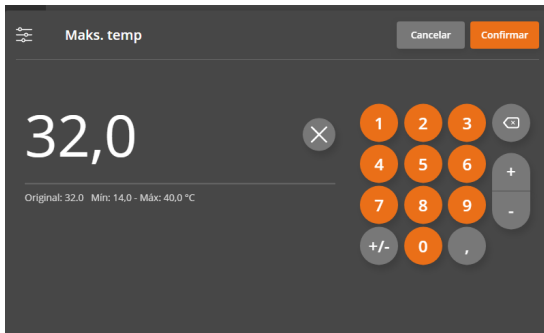 Maks. temp
Cancelar
Confirmar
32,0
Original: 32.0 Mín: 14,0 - Máx: 40,0 °C
1 2 3
4 5 6 +
7 8 9 -
+/- 0 ,